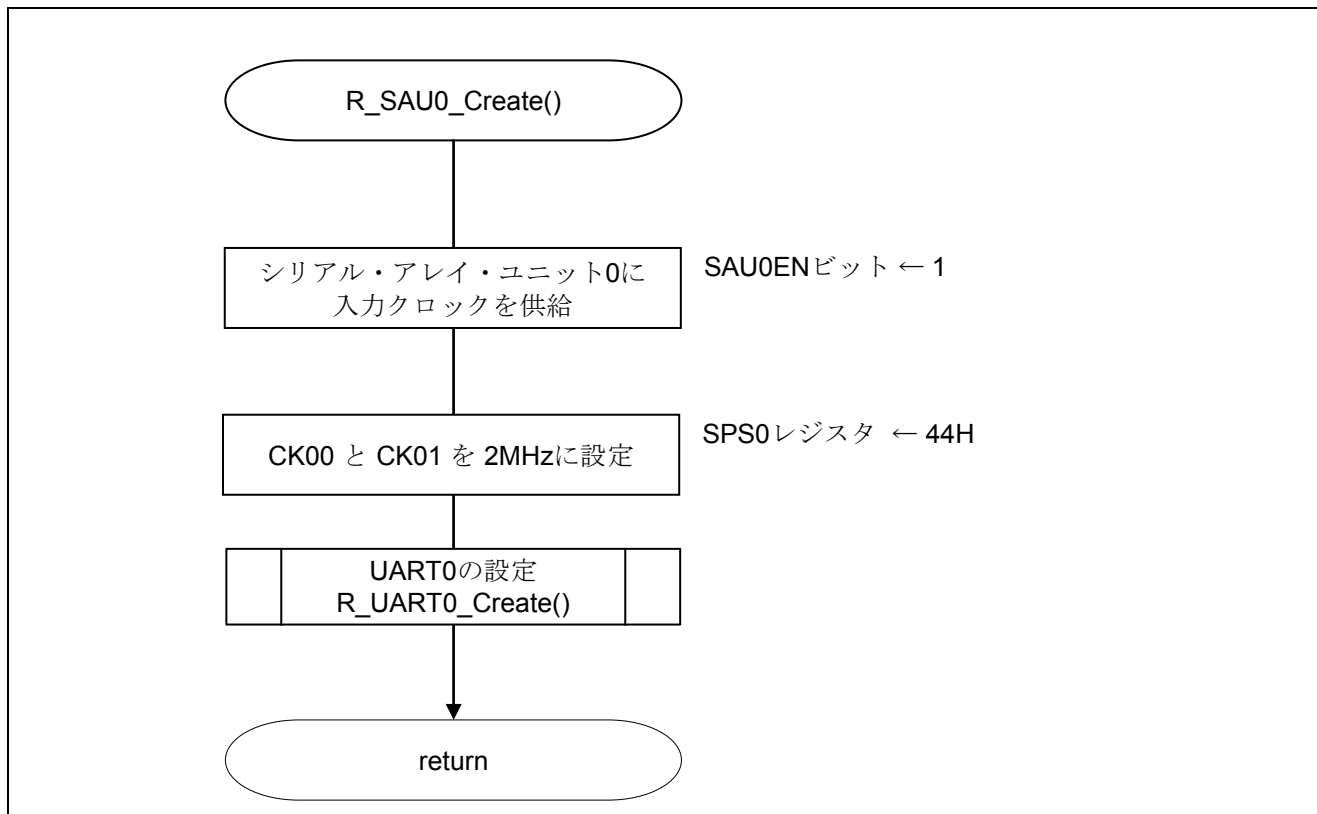 R_SAU0_Create()
シリアル・アレイ・ユニット0に
入力クロックを供給
SAU0ENビット ← 1
CK00 と CK01 を 2MHzに設定
SPS0レジスタ ← 44H
UART0の設定
R_UART0_Create()
return